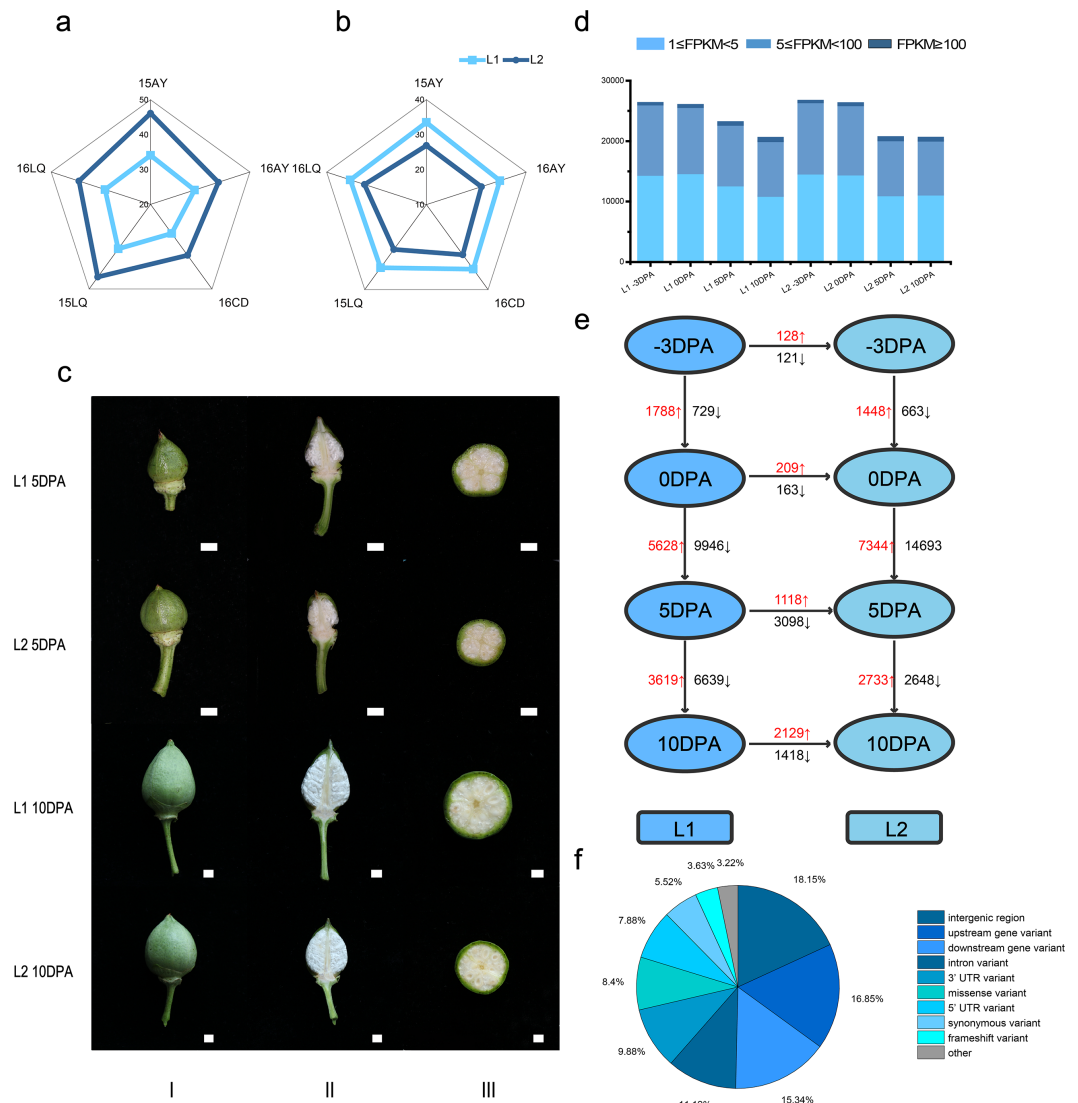 a
15AY
50
40
30
20
16LQ
16AY
15LQ
16CD
b
L1 L2
15AY
40
30
20
10
16LQ
16AY
15LQ
16CD
c
L1 5DPA
L2 5DPA
L1 10DPA
L2 10DPA
I II III
d
1≤FPKM<5 5≤FPKM<100 FPKM≥100
30000
20000
10000
0
L1 -3DPA L1 0DPA L1 5DPA L1 10DPA L2 -3DPA L2 0DPA L2 5DPA L2 10DPA
e
-3DPA 128↑ -3DPA
121↓
1788↑ 729↓ 1448↑ 663↓
0DPA 209↑ 0DPA
163↓
5628↑ 9946↓ 7344↑ 14693
5DPA 1118↑ 5DPA
3098↓
3619↑ 6639↓ 2733↑ 2648↓
10DPA 2129↑ 10DPA
1418↓
L1 L2
f
3.63% 3.22%
5.52% 18.15%
7.88%
8.4% 16.85%
9.88%
15.34%
intergenic region
upstream gene variant
downstream gene variant
intron variant
3' UTR variant
missense variant
5' UTR variant
synonymous variant
frameshift variant
other